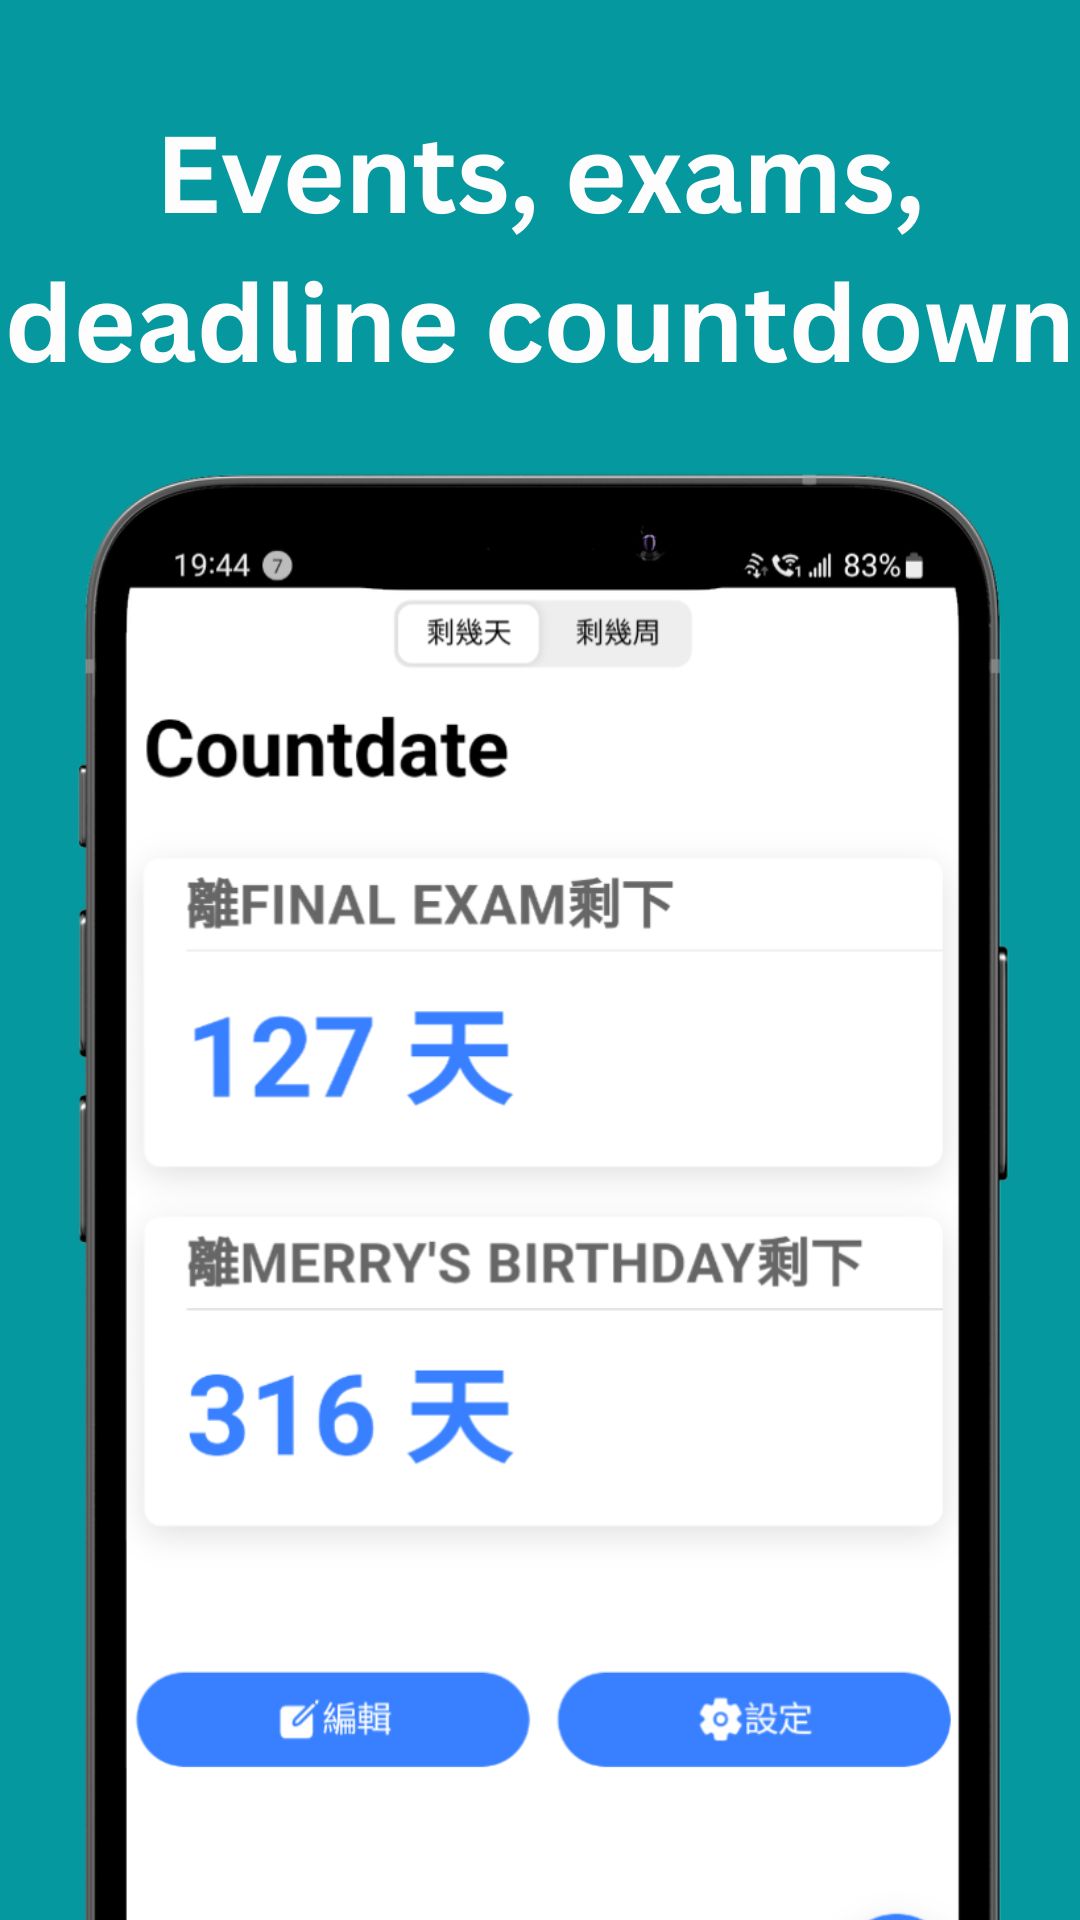 Events, exams,
deadline countdown
19:44 7
1 83%
剩幾天 剩幾周
Countdate
離FINAL EXAM剩下
127 天
離MERRY'S BIRTHDAY剩下
316 天
編輯 設定